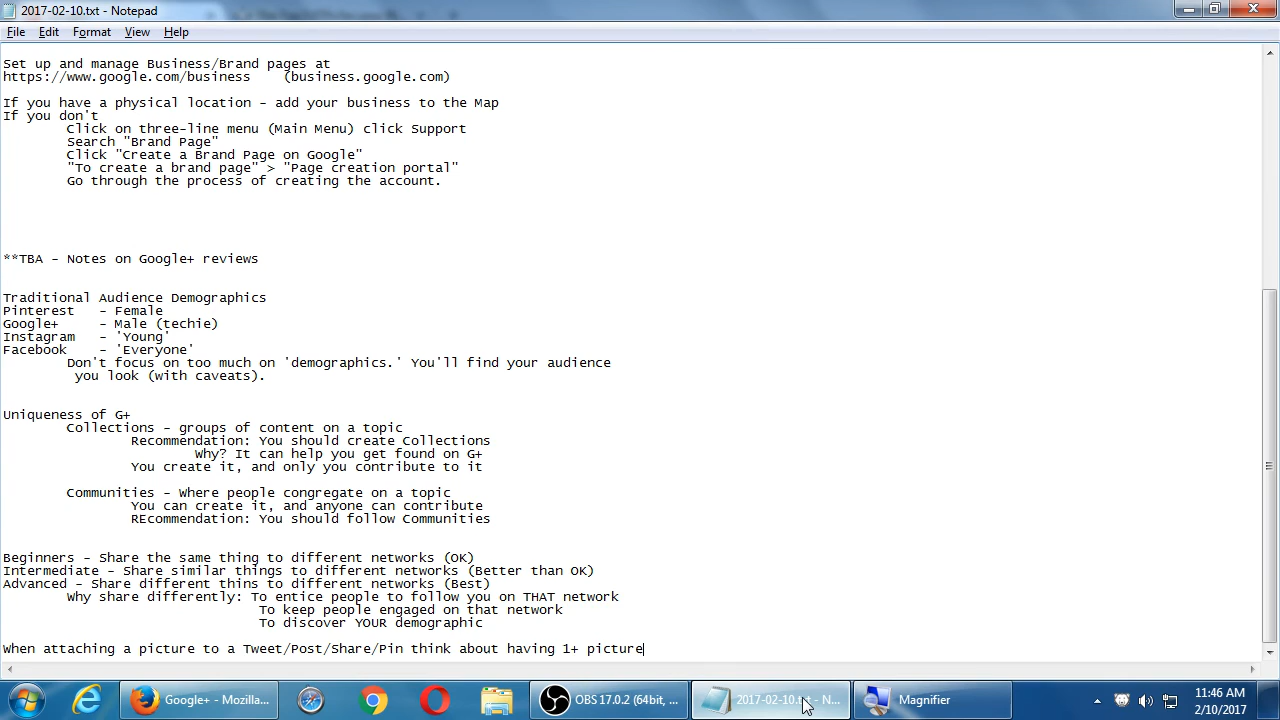 2017-02-10.txt - Notepad
File Edit Format View Help
Set up and manage Business/Brand pages at
https://www.google.com/business (business.google.com)
If you have a physical location - add your business to the Map
If you don't
Click on three-line menu (Main Menu) click Support
Search "Brand Page"
Click "Create a Brand Page on Google"
"To create a brand page" > "Page creation portal"
Go through the process of creating the account.
**TBA - Notes on Google+ reviews
Traditional Audience Demographics
Pinterest - Female
Google+ - Male (techie)
Instagram - 'Young'
Facebook - 'Everyone'
Don't focus on too much on 'demographics.' You'll find your audience
you look (with caveats).
Uniqueness of G+
Collections - groups of content on a topic
Recommendation: You should create Collections
Why? It can help you get found on G+
You create it, and only you contribute to it
Communities - Where people congregate on a topic
You can create it, and anyone can contribute
REcommendation: You should follow Communities
Beginners - Share the same thing to different networks (OK)
Intermediate - Share similar things to different networks (Better than OK)
Advanced - Share different thins to different networks (Best)
Why share differently: To entice people to follow you on THAT network
To keep people engaged on that network
To discover YOUR demographic
When attaching a picture to a Tweet/Post/Share/Pin think about having 1+ picture
Google+ - Mozilla... OBS 17.0.2 (64bit, ... 2017-02-10.txt - N... Magnifier
11:46 AM
2/10/2017